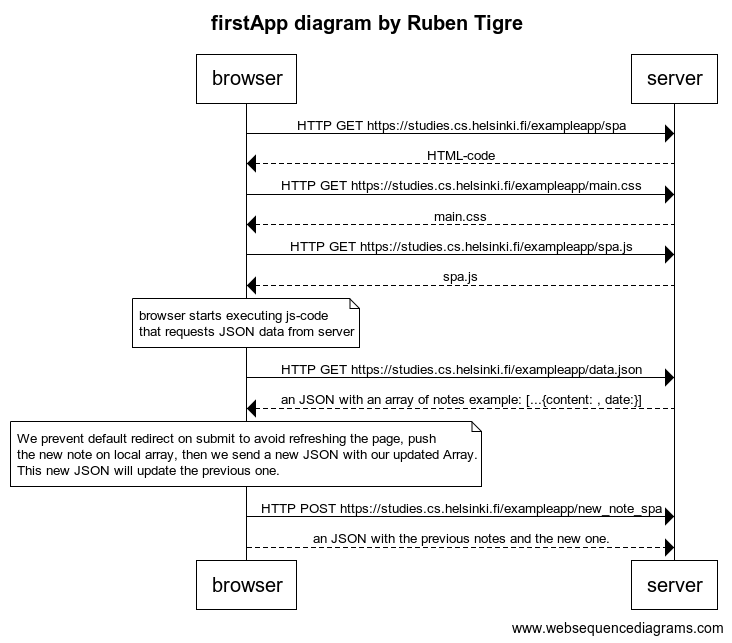 firstApp diagram by Ruben Tigre
browser
server
HTTP GET https://studies.cs.helsinki.fi/exampleapp/spa
HTML-code
HTTP GET https://studies.cs.helsinki.fi/exampleapp/main.css
main.css
HTTP GET https://studies.cs.helsinki.fi/exampleapp/spa.js
spa.js
browser starts executing js-code
that requests JSON data from server
HTTP GET https://studies.cs.helsinki.fi/exampleapp/data.json
an JSON with an array of notes example: [...{content: , date:}]
We prevent default redirect on submit to avoid refreshing the page, push
the new note on local array, then we send a new JSON with our updated Array.
This new JSON will update the previous one.
HTTP POST https://studies.cs.helsinki.fi/exampleapp/new_note_spa
an JSON with the previous notes and the new one.
browser
server
www.websequencediagrams.com